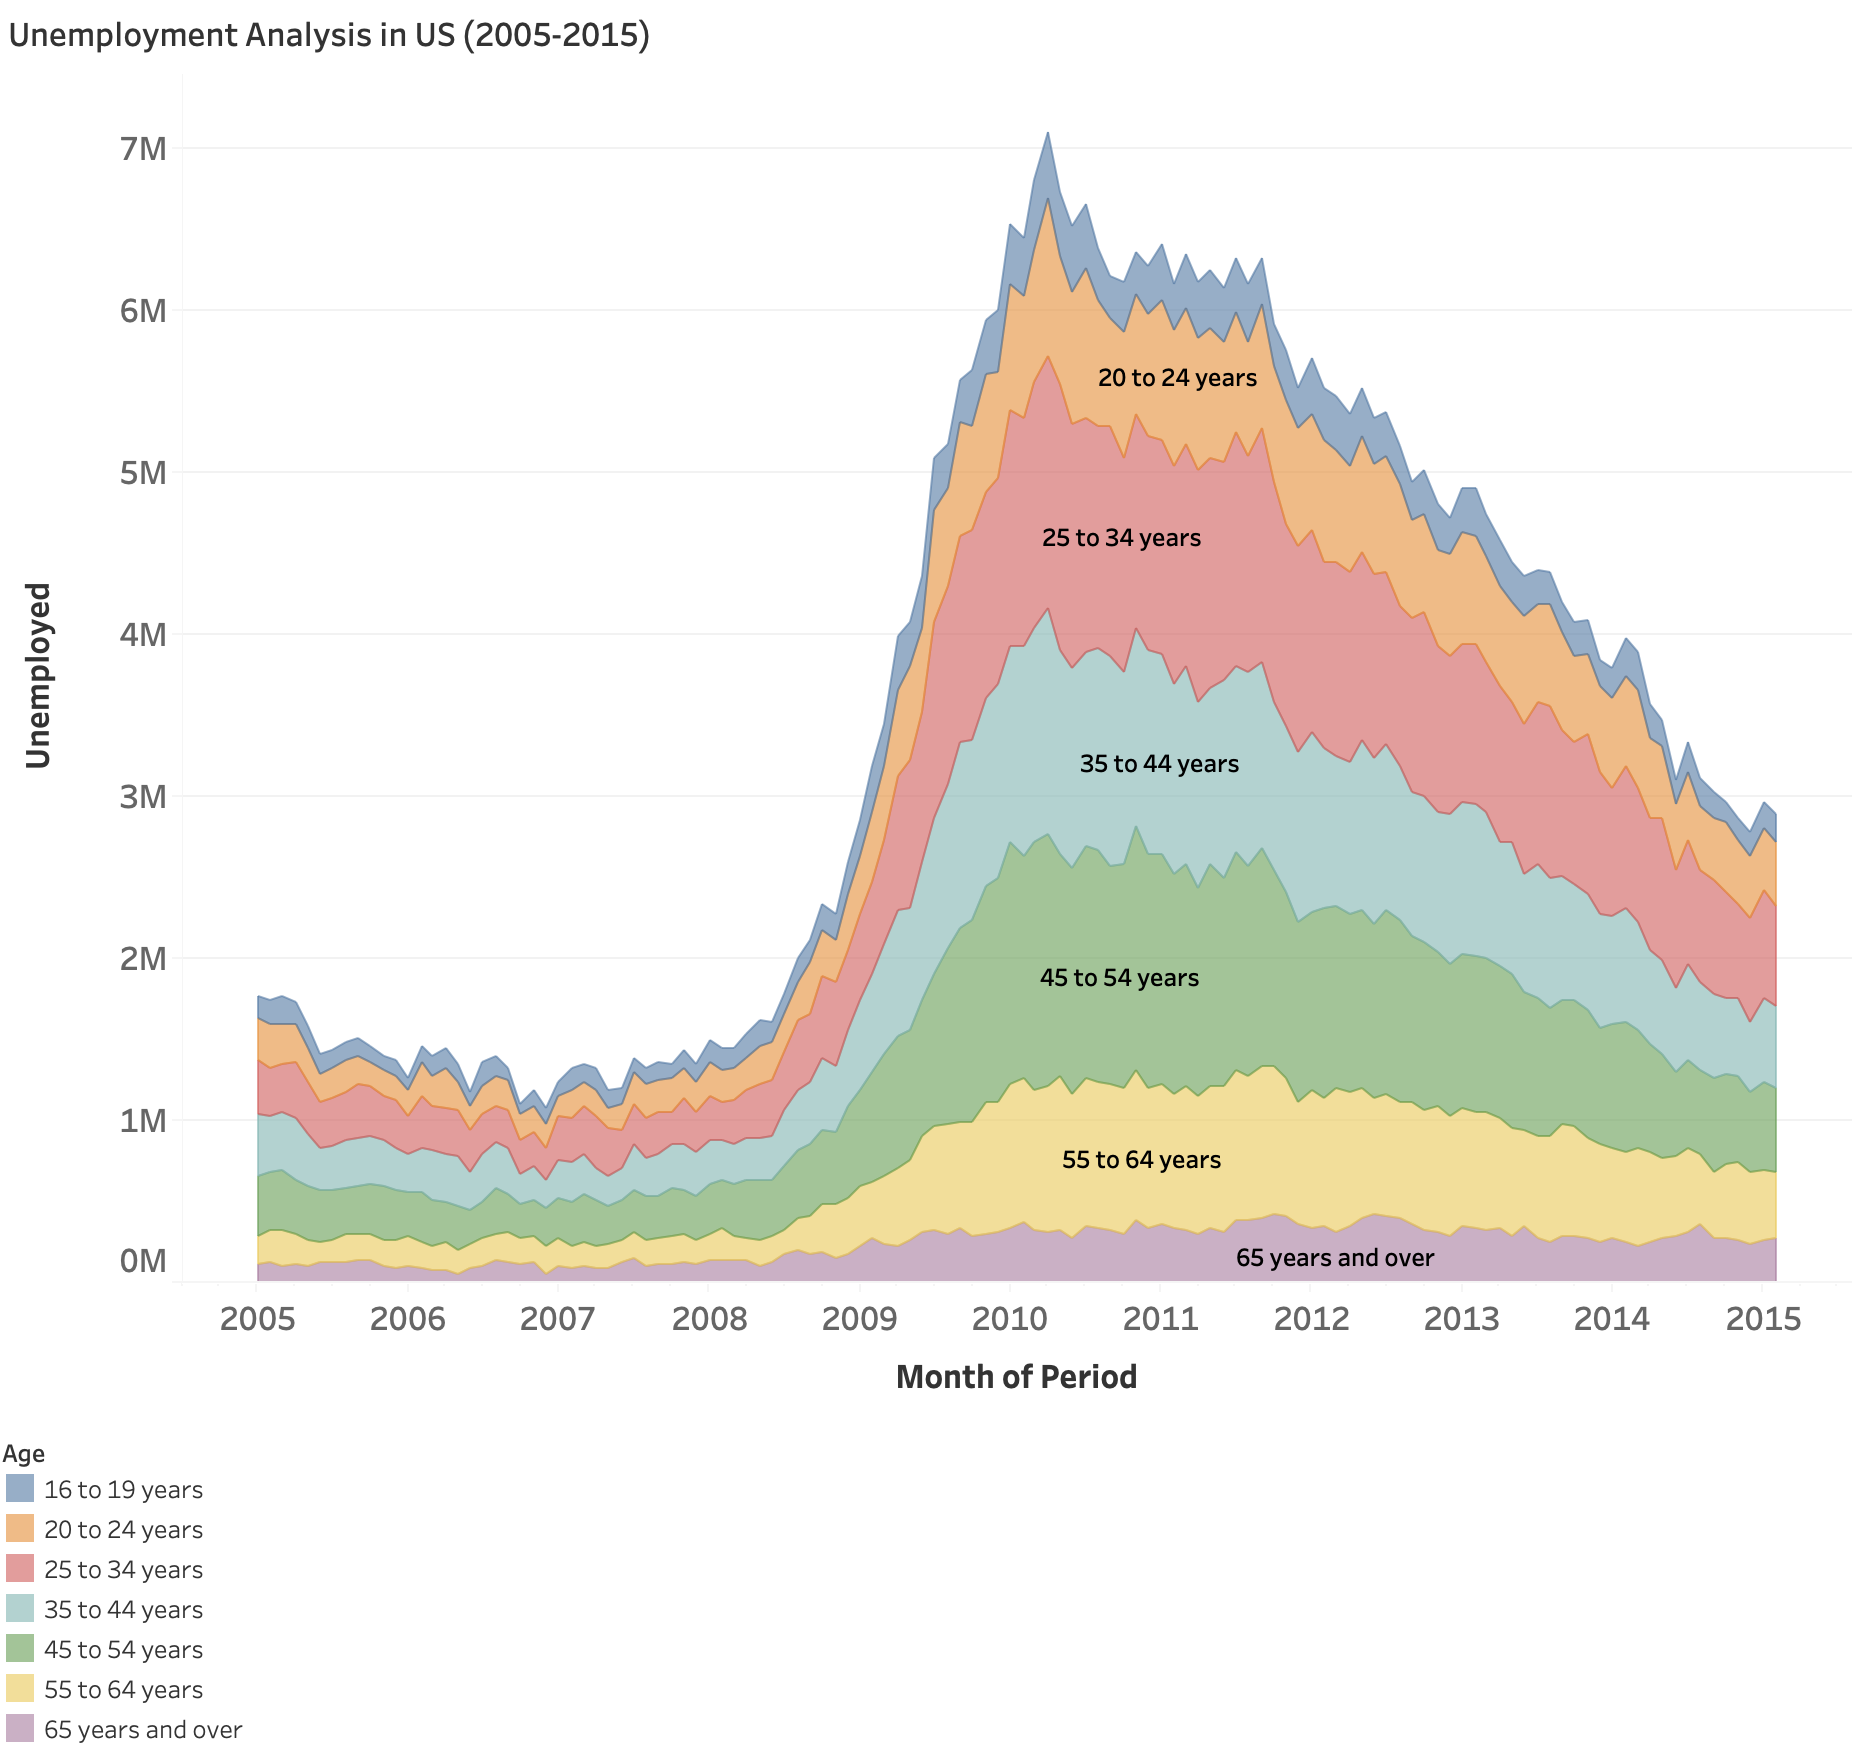 Unemployment Analysis in US (2005-2015)
7M
6M
5M
4M
3M
2M
1M
0M
Unemployed
20 to 24 years
25 to 34 years
35 to 44 years
45 to 54 years
55 to 64 years
65 years and over
2005 2006 2007 2008 2009 2010 2011 2012 2013 2014 2015
Month of Period
Age
16 to 19 years
20 to 24 years
25 to 34 years
35 to 44 years
45 to 54 years
55 to 64 years
65 years and over